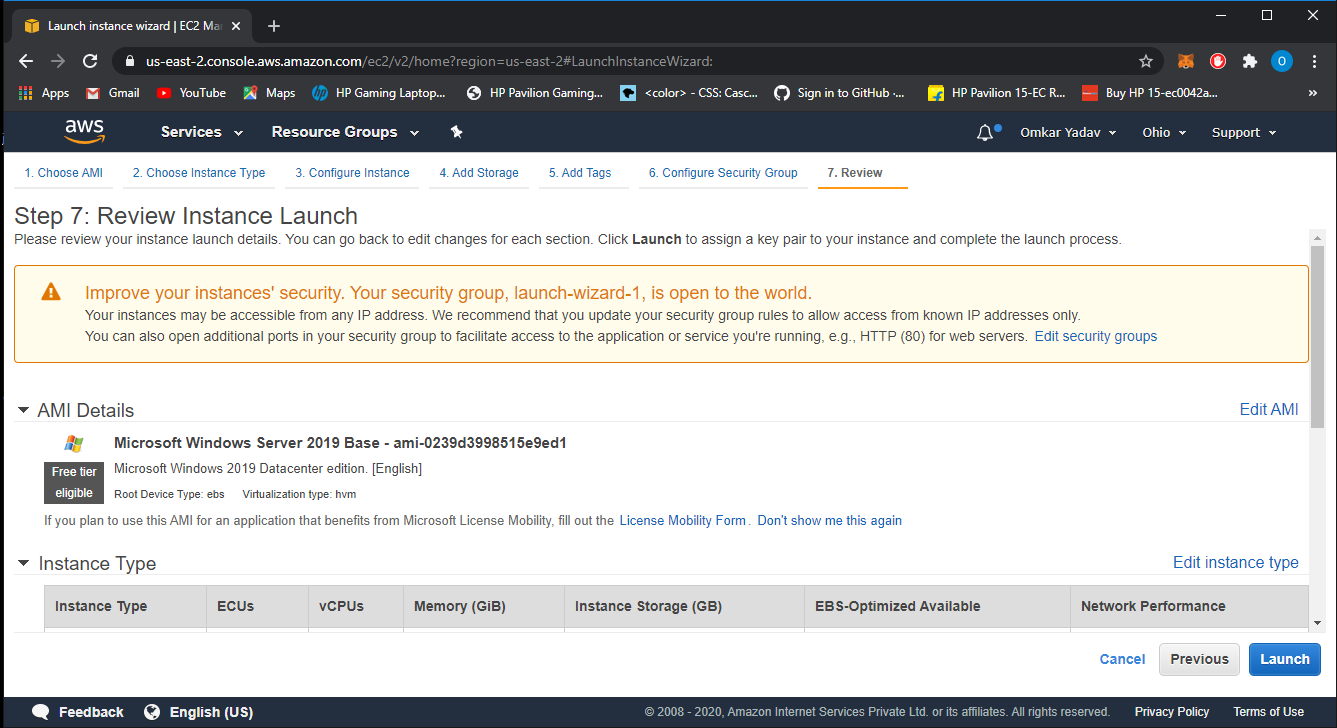 Launch instance wizard | EC2 Ma
us-east-2.console.aws.amazon.com/ec2/v2/home?region=us-east-2#LaunchInstanceWizard:
O
Apps Gmail YouTube Maps HP Gaming Laptop... HP Pavilion Gaming... <color> - CSS: Casc... Sign in to GitHub ·... HP Pavilion 15-EC R... Buy HP 15-ec0042a... »
aws Services Resource Groups Omkar Yadav Ohio Support
1. Choose AMI 2. Choose Instance Type 3. Configure Instance 4. Add Storage 5. Add Tags 6. Configure Security Group 7. Review
Step 7: Review Instance Launch
Please review your instance launch details. You can go back to edit changes for each section. Click Launch to assign a key pair to your instance and complete the launch process.
Improve your instances' security. Your security group, launch-wizard-1, is open to the world.
Your instances may be accessible from any IP address. We recommend that you update your security group rules to allow access from known IP addresses only.
You can also open additional ports in your security group to facilitate access to the application or service you're running, e.g., HTTP (80) for web servers. Edit security groups
AMI Details Edit AMI
Microsoft Windows Server 2019 Base - ami-0239d3998515e9ed1
Free tier
eligible
Microsoft Windows 2019 Datacenter edition. [English]
Root Device Type: ebs Virtualization type: hvm
If you plan to use this AMI for an application that benefits from Microsoft License Mobility, fill out the License Mobility Form. Don't show me this again
Instance Type Edit instance type
Instance Type ECUs vCPUs Memory (GiB) Instance Storage (GB) EBS-Optimized Available Network Performance
Cancel Previous Launch
Feedback English (US) © 2008 - 2020, Amazon Internet Services Private Ltd. or its affiliates. All rights reserved. Privacy Policy Terms of Use